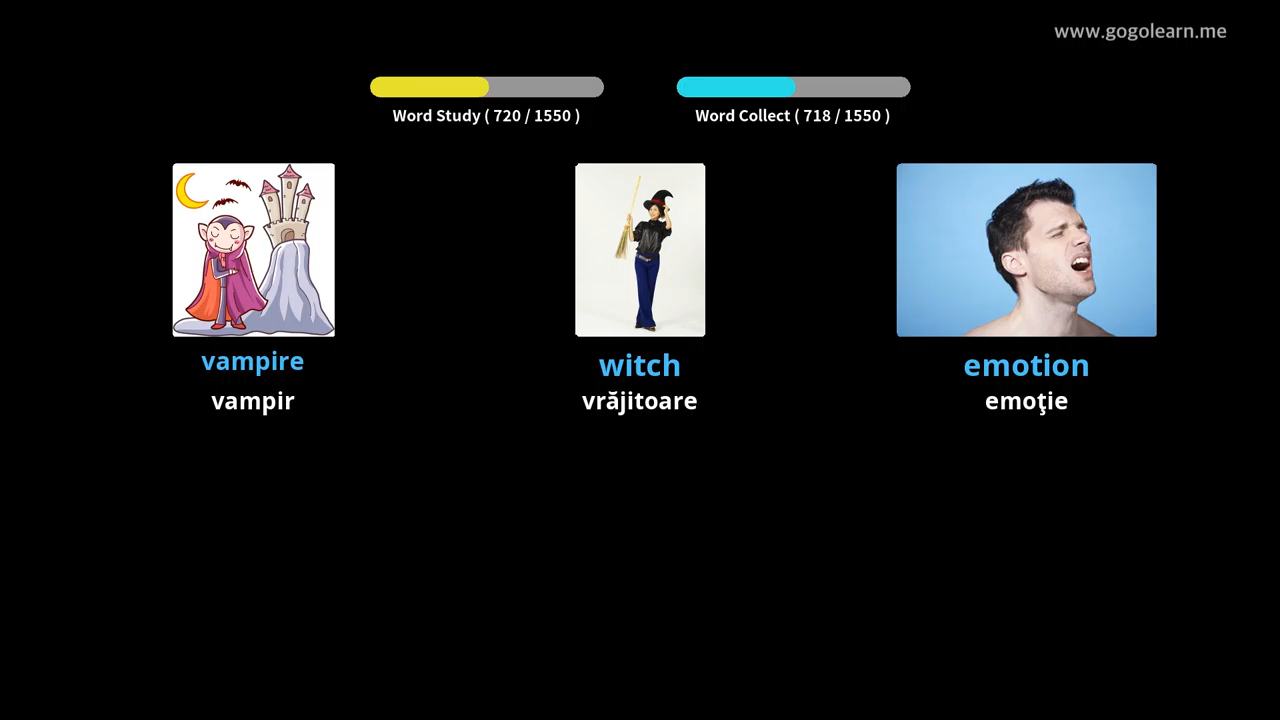 www.gogolearn.me
Word Study ( 720 / 1550 )
Word Collect ( 718 / 1550 )
vampire
vampir
witch
vrăjitoare
emotion
emoţie